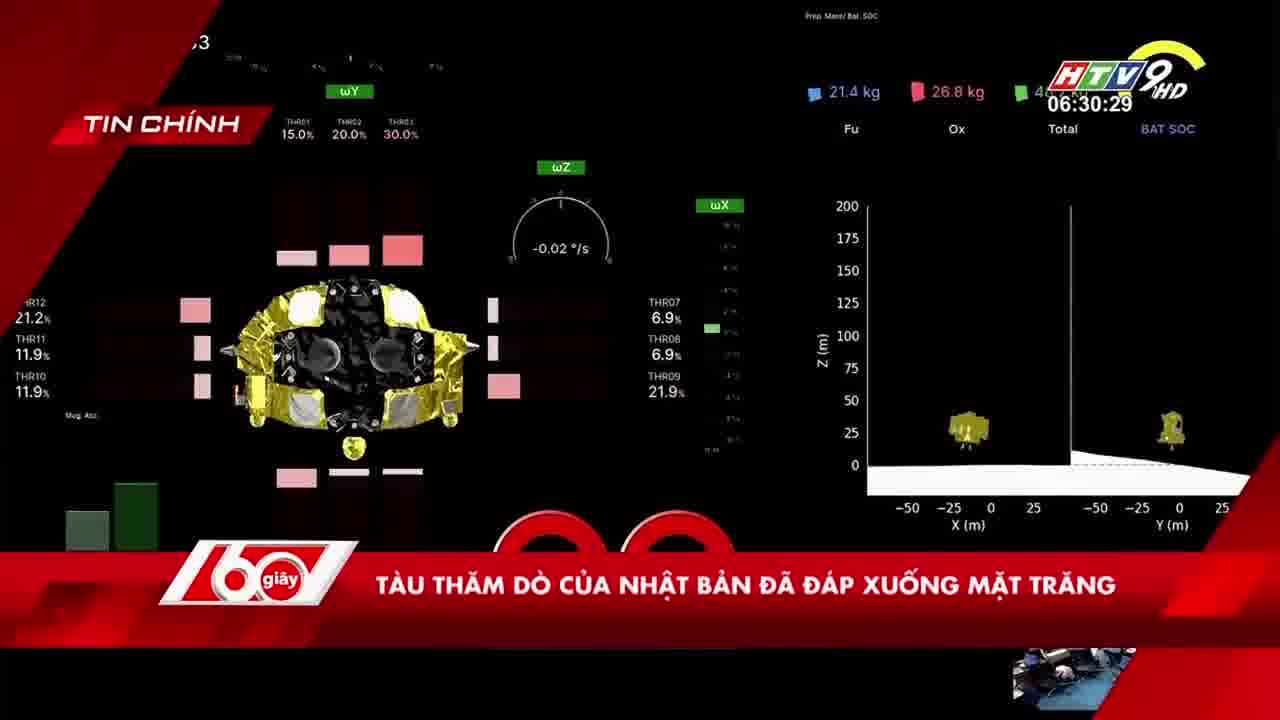 Prop. Mass/ Bat. SOC
HTV9HD
06:30:29
TIN CHÍNH
ωY
THR01 THR02 THR03
15.0% 20.0% 30.0%
21.4 kg 26.8 kg
Fu Ox Total BAT SOC
ωZ
-0.02 °/s
ωX
THR12
21.2%
THR11
11.9%
THR10
11.9%
THR07
6.9%
THR08
6.9%
THR09
21.9%
200
175
150
125
100
75
50
25
0
Z (m)
−50 −25 0 25 −50 −25 0 25
X (m) Y (m)
60 giây
TÀU THĂM DÒ CỦA NHẬT BẢN ĐÃ ĐÁP XUỐNG MẶT TRĂNG